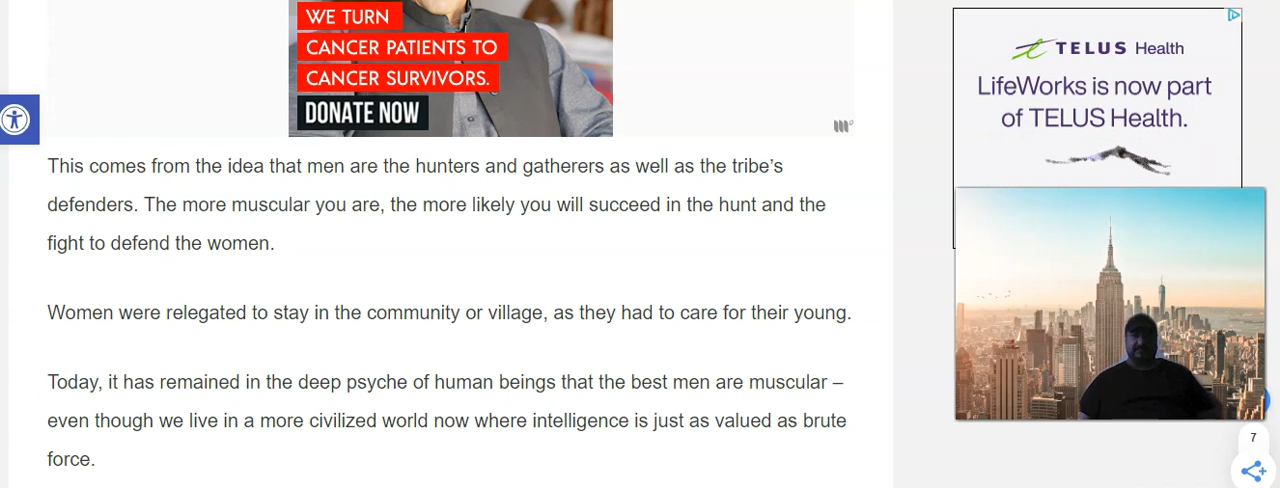 WE TURN
CANCER PATIENTS TO
CANCER SURVIVORS.
DONATE NOW
This comes from the idea that men are the hunters and gatherers as well as the tribe’s
defenders. The more muscular you are, the more likely you will succeed in the hunt and the
fight to defend the women.
Women were relegated to stay in the community or village, as they had to care for their young.
Today, it has remained in the deep psyche of human beings that the best men are muscular –
even though we live in a more civilized world now where intelligence is just as valued as brute
force.
TELUS Health
LifeWorks is now part
of TELUS Health.
7